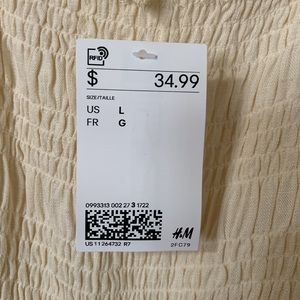 RFID
$ 34.99
SIZE/TAILLE
US L
FR G
0993313 002 27 3 1722
H&M
US 11264732 R7
2FC79